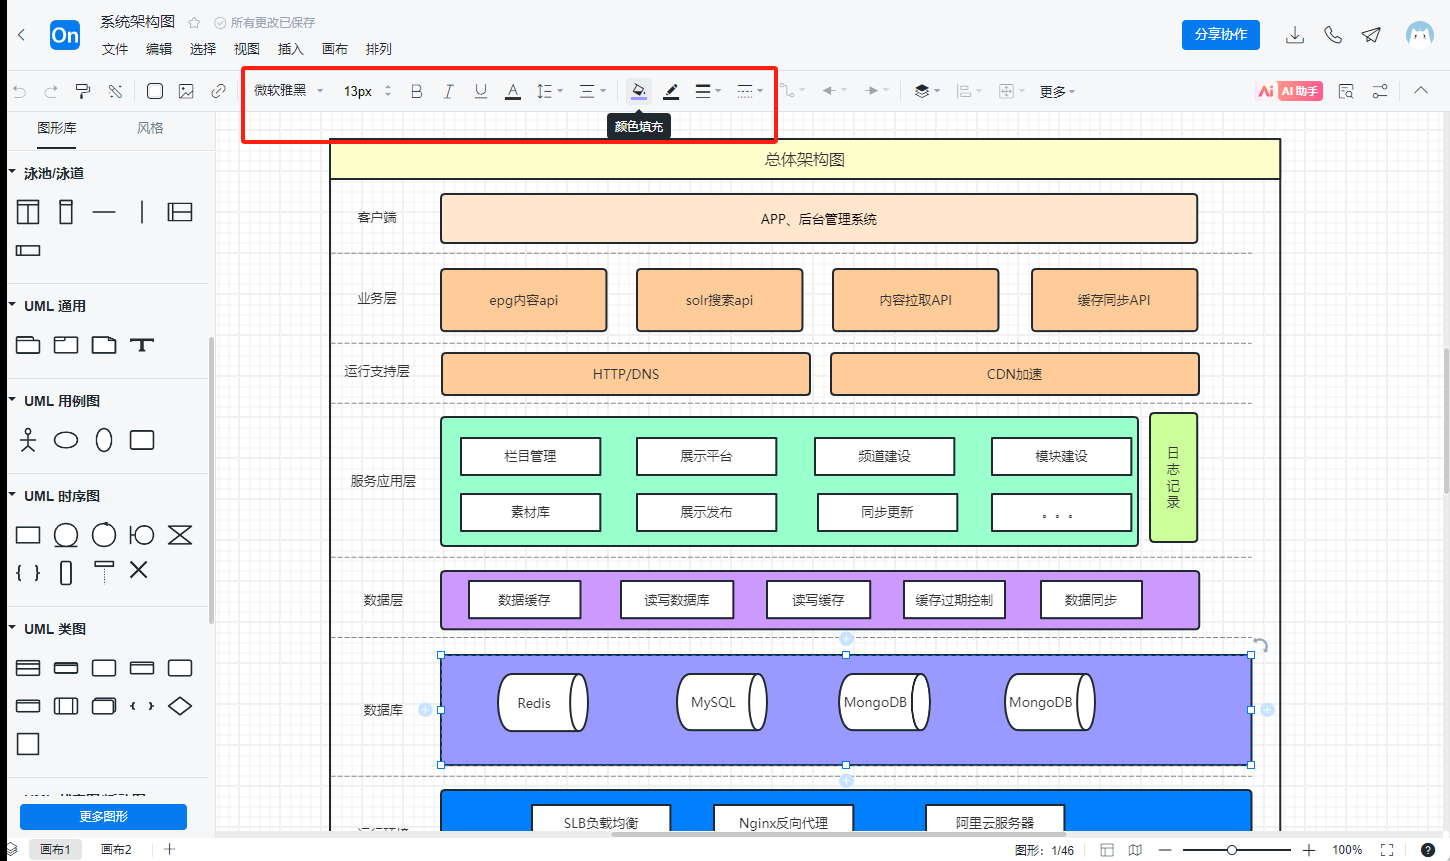 On
系统架构图
所有更改已保存
文件 编辑 选择 视图 插入 画布 排列
分享协作
微软雅黑 13px B I U A
更多
Ai AI 助手
颜色填充
图形库 风格
泳池/泳道
UML 通用
UML 用例图
UML 时序图
UML 类图
更多图形
总体架构图
客户端
APP、后台管理系统
业务层
epg内容api
solr搜索api
内容拉取API
缓存同步API
运行支持层
HTTP/DNS
CDN加速
服务应用层
栏目管理
展示平台
频道建设
模块建设
素材库
展示发布
同步更新
。。。
日志记录
数据层
数据缓存
读写数据库
读写缓存
缓存过期控制
数据同步
数据库
Redis
MySQL
MongoDB
MongoDB
运行环境
SLB负载均衡
Nginx反向代理
阿里云服务器
画布1 画布2
图形：1/46
100%